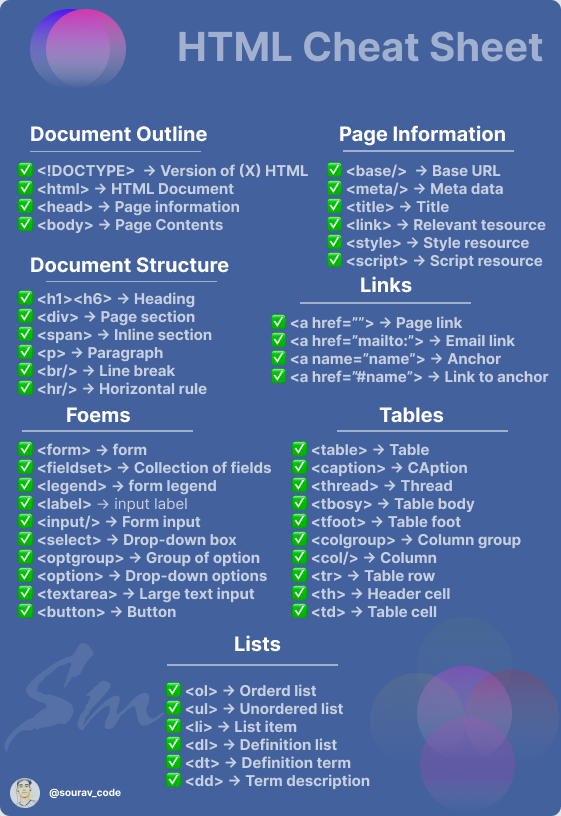 HTML Cheat Sheet
Document Outline
✅ <!DOCTYPE> → Version of (X) HTML
✅ <html> → HTML Document
✅ <head> → Page information
✅ <body> → Page Contents
Page Information
✅ <base/> → Base URL
✅ <meta/> → Meta data
✅ <title> → Title
✅ <link> → Relevant tesource
✅ <style> → Style resource
✅ <script> → Script resource
Document Structure
✅ <h1><h6> → Heading
✅ <div> → Page section
✅ <span> → Inline section
✅ <p> → Paragraph
✅ <br/> → Line break
✅ <hr/> → Horizontal rule
Links
✅ <a href=””> → Page link
✅ <a href=”mailto:”> → Email link
✅ <a name=”name”> → Anchor
✅ <a href=”#name”> → Link to anchor
Foems
✅ <form> → form
✅ <fieldset> → Collection of fields
✅ <legend> → form legend
✅ <label> → input label
✅ <input/> → Form input
✅ <select> → Drop-down box
✅ <optgroup> → Group of option
✅ <option> → Drop-down options
✅ <textarea> → Large text input
✅ <button> → Button
Tables
✅ <table> → Table
✅ <caption> → CAption
✅ <thread> → Thread
✅ <tbosy> → Table body
✅ <tfoot> → Table foot
✅ <colgroup> → Column group
✅ <col/> → Column
✅ <tr> → Table row
✅ <th> → Header cell
✅ <td> → Table cell
Lists
✅ <ol> → Orderd list
✅ <ul> → Unordered list
✅ <li> → List item
✅ <dl> → Definition list
✅ <dt> → Definition term
✅ <dd> → Term description
Sm
@sourav_code